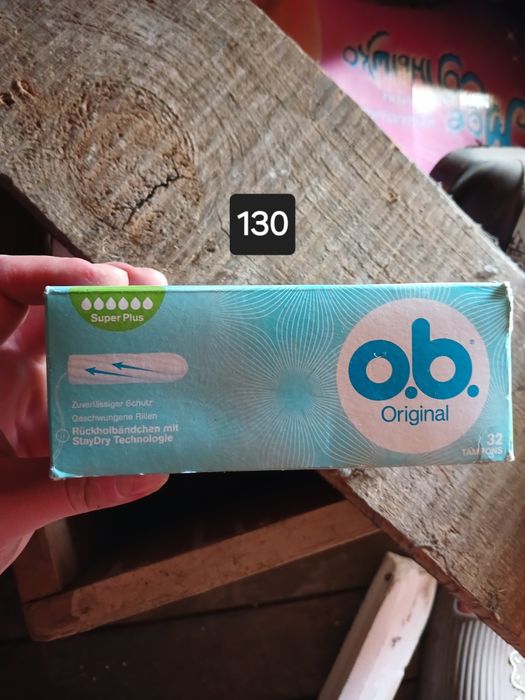 130
Super Plus
Zuverlässiger Schutz
Geschwungene Rillen
Rückholbändchen mit
StayDry Technologie
o.b.®
Original
32
TAMPONS